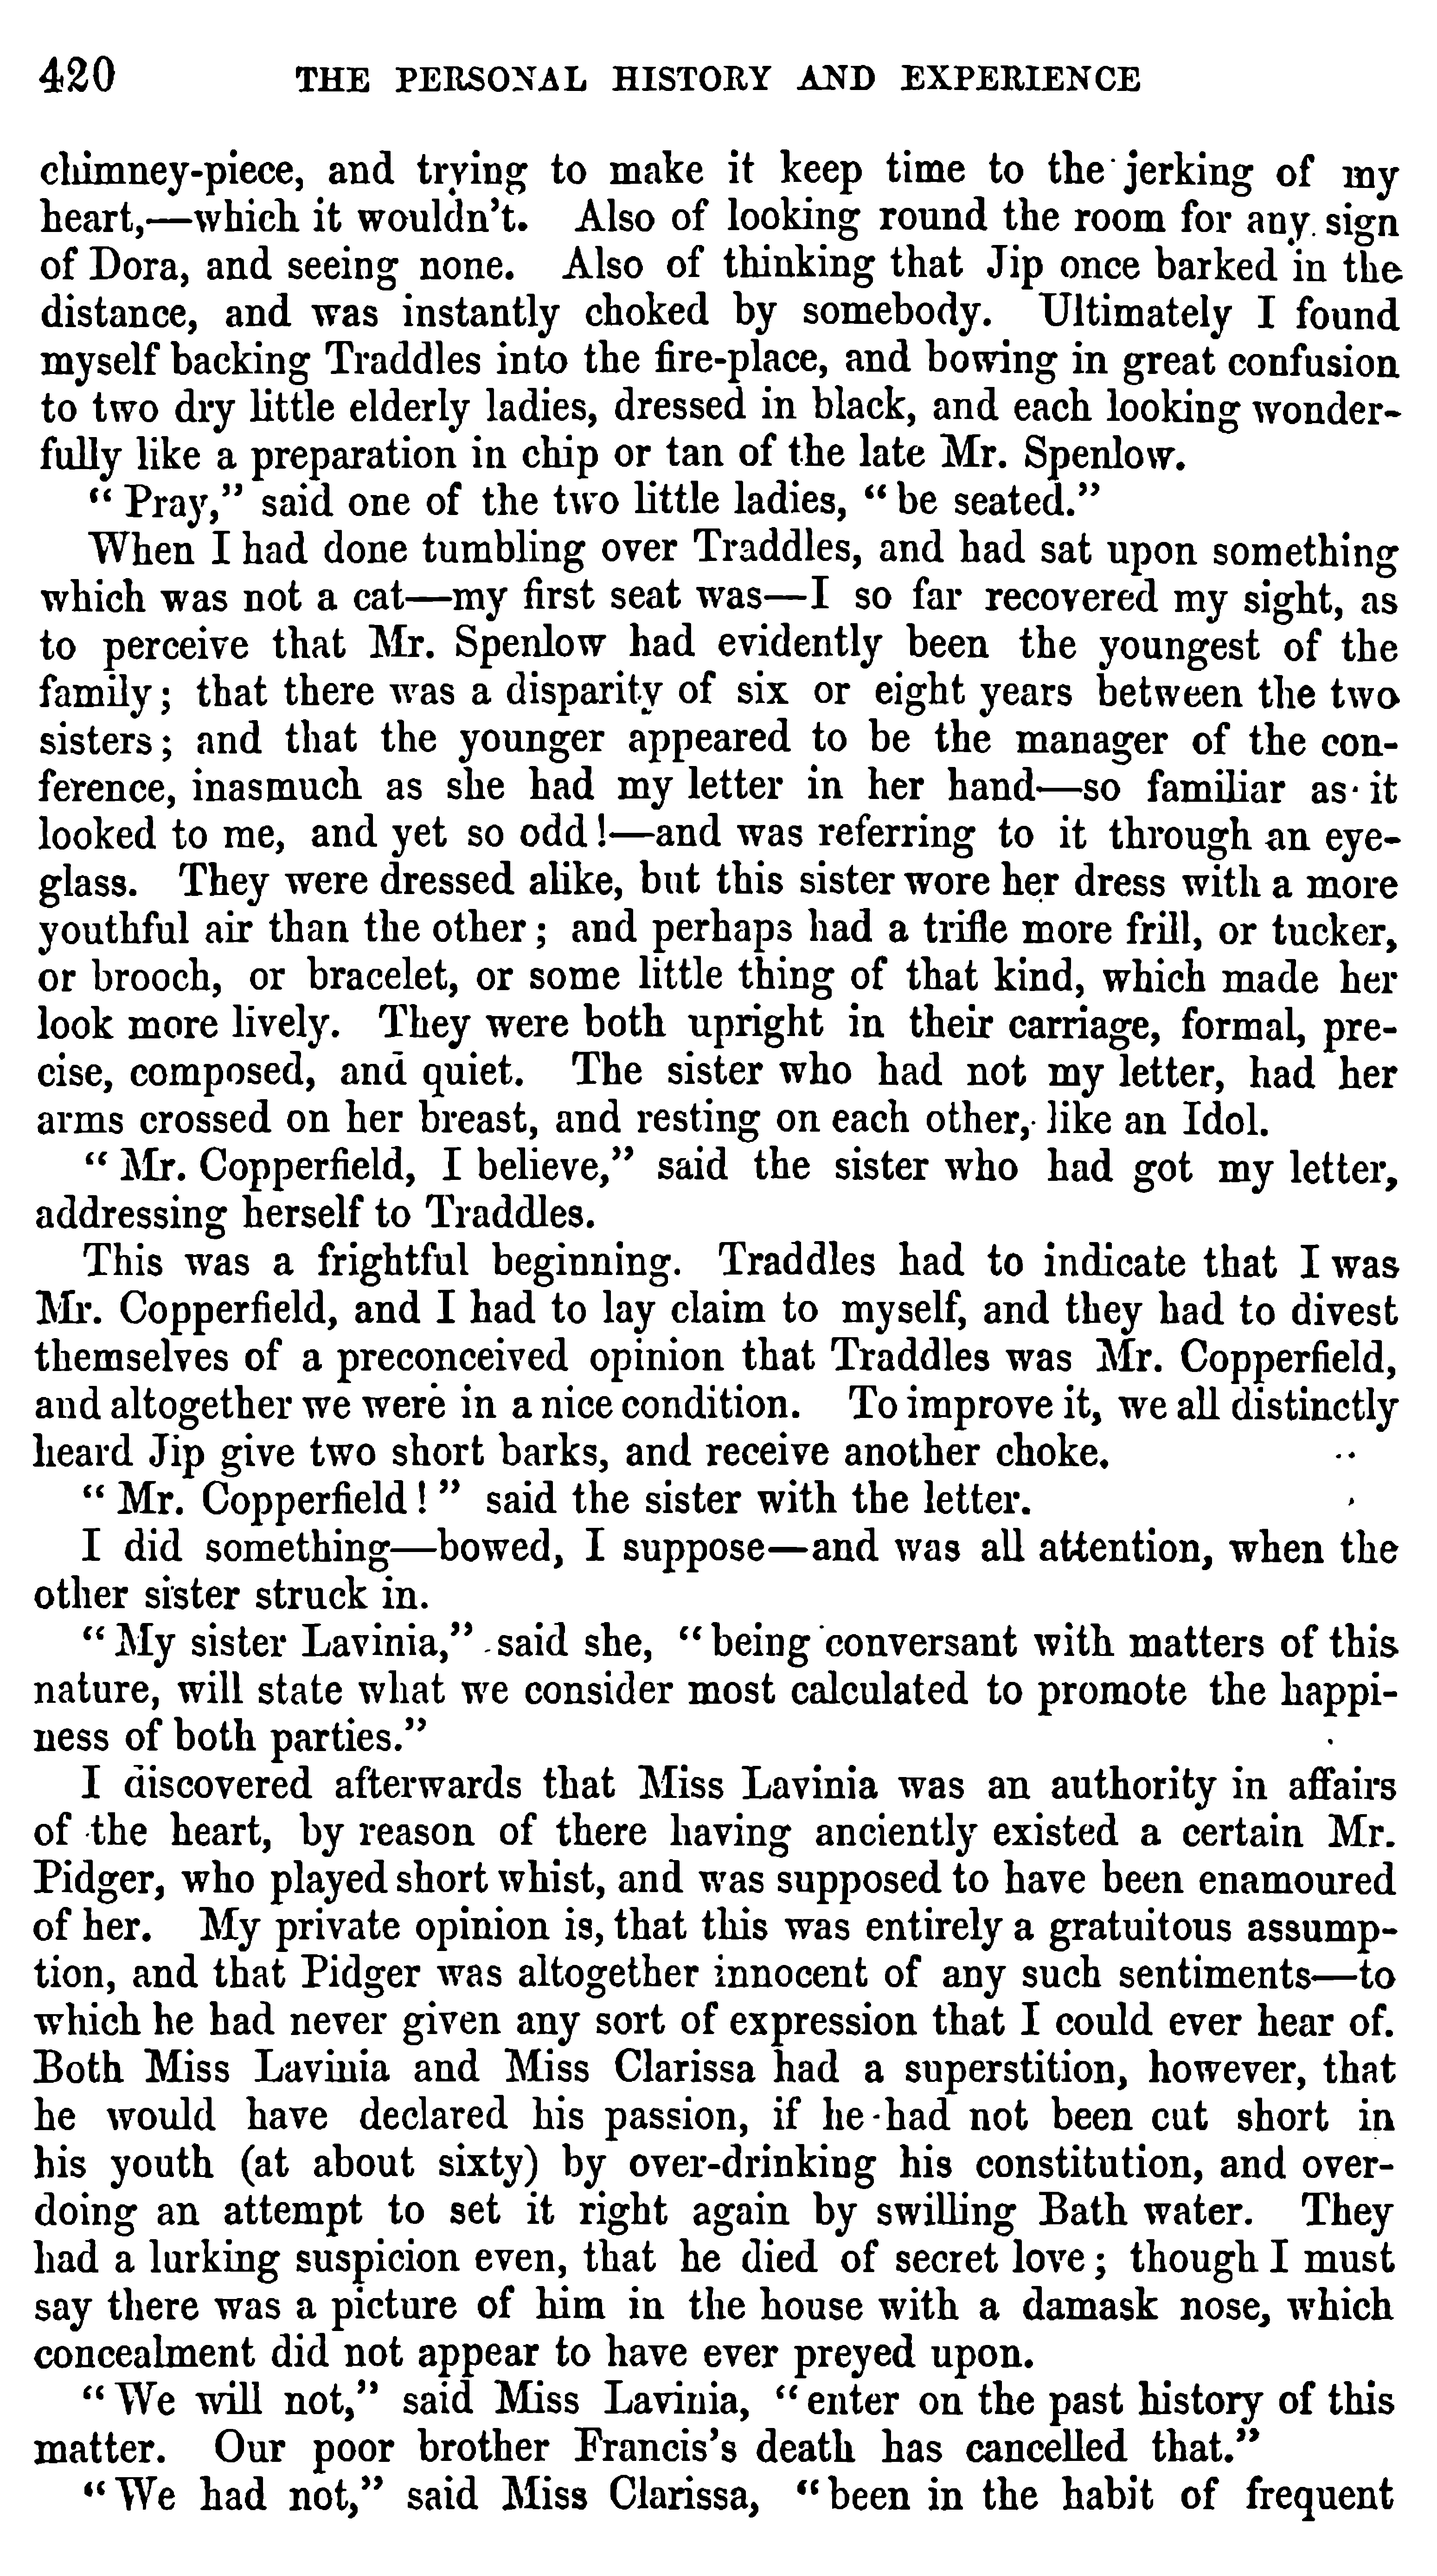 420 THE PERSONAL HISTORY AND EXPERIENCE
chimney-piece, and trying to make it keep time to the jerking of my
heart,—which it wouldn't. Also of looking round the room for any sign
of Dora, and seeing none. Also of thinking that Jip once barked in the
distance, and was instantly choked by somebody. Ultimately I found
myself backing Traddles into the fire-place, and bowing in great confusion
to two dry little elderly ladies, dressed in black, and each looking wonder-
fully like a preparation in chip or tan of the late Mr. Spenlow.
"Pray," said one of the two little ladies, "be seated."
When I had done tumbling over Traddles, and had sat upon something
which was not a cat—my first seat was—I so far recovered my sight, as
to perceive that Mr. Spenlow had evidently been the youngest of the
family; that there was a disparity of six or eight years between the two
sisters; and that the younger appeared to be the manager of the con-
ference, inasmuch as she had my letter in her hand—so familiar as it
looked to me, and yet so odd!—and was referring to it through an eye-
glass. They were dressed alike, but this sister wore her dress with a more
youthful air than the other; and perhaps had a trifle more frill, or tucker,
or brooch, or bracelet, or some little thing of that kind, which made her
look more lively. They were both upright in their carriage, formal, pre-
cise, composed, and quiet. The sister who had not my letter, had her
arms crossed on her breast, and resting on each other, like an Idol.
"Mr. Copperfield, I believe," said the sister who had got my letter,
addressing herself to Traddles.
This was a frightful beginning. Traddles had to indicate that I was
Mr. Copperfield, and I had to lay claim to myself, and they had to divest
themselves of a preconceived opinion that Traddles was Mr. Copperfield,
and altogether we were in a nice condition. To improve it, we all distinctly
heard Jip give two short barks, and receive another choke.
"Mr. Copperfield!" said the sister with the letter.
I did something—bowed, I suppose—and was all attention, when the
other sister struck in.
"My sister Lavinia," said she, "being conversant with matters of this
nature, will state what we consider most calculated to promote the happi-
ness of both parties."
I discovered afterwards that Miss Lavinia was an authority in affairs
of the heart, by reason of there having anciently existed a certain Mr.
Pidger, who played short whist, and was supposed to have been enamoured
of her. My private opinion is, that this was entirely a gratuitous assump-
tion, and that Pidger was altogether innocent of any such sentiments—to
which he had never given any sort of expression that I could ever hear of.
Both Miss Lavinia and Miss Clarissa had a superstition, however, that
he would have declared his passion, if he had not been cut short in
his youth (at about sixty) by over-drinking his constitution, and over-
doing an attempt to set it right again by swilling Bath water. They
had a lurking suspicion even, that he died of secret love; though I must
say there was a picture of him in the house with a damask nose, which
concealment did not appear to have ever preyed upon.
"We will not," said Miss Lavinia, "enter on the past history of this
matter. Our poor brother Francis's death has cancelled that."
"We had not," said Miss Clarissa, "been in the habit of frequent